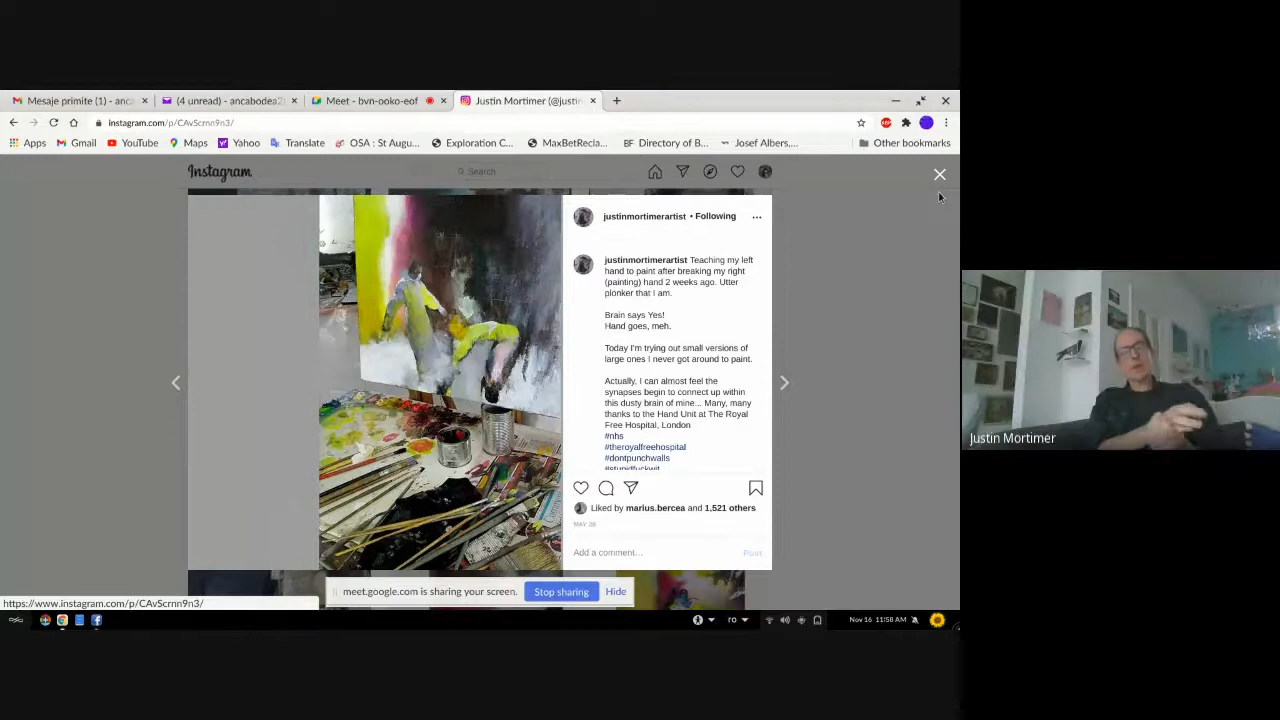 Mesaje primite (1) - anca
(4 unread) - ancabodea2
Meet - bvn-ooko-eof
Justin Mortimer (@justin
instagram.com/p/CAvScrnn9n3/
Apps
Gmail
YouTube
Maps
Yahoo
Translate
OSA : St Augu...
Exploration C...
MaxBetRecla...
BF Directory of B...
Josef Albers,...
Other bookmarks
Instagram
Search
justinmortimerartist • Following
justinmortimerartist Teaching my left
hand to paint after breaking my right
(painting) hand 2 weeks ago. Utter
plonker that I am.
Brain says Yes!
Hand goes, meh.
Today I'm trying out small versions of
large ones I never got around to paint.
Actually, I can almost feel the
synapses begin to connect up within
this dusty brain of mine... Many, many
thanks to the Hand Unit at The Royal
Free Hospital, London
#nhs
#theroyalfreehospital
#dontpunchwalls
#stupidfuckwit
Liked by marius.bercea and 1,521 others
MAY 28
Add a comment...
Post
meet.google.com is sharing your screen.
Stop sharing
Hide
https://www.instagram.com/p/CAvScrnn9n3/
ro
Nov 16 11:58 AM
Justin Mortimer